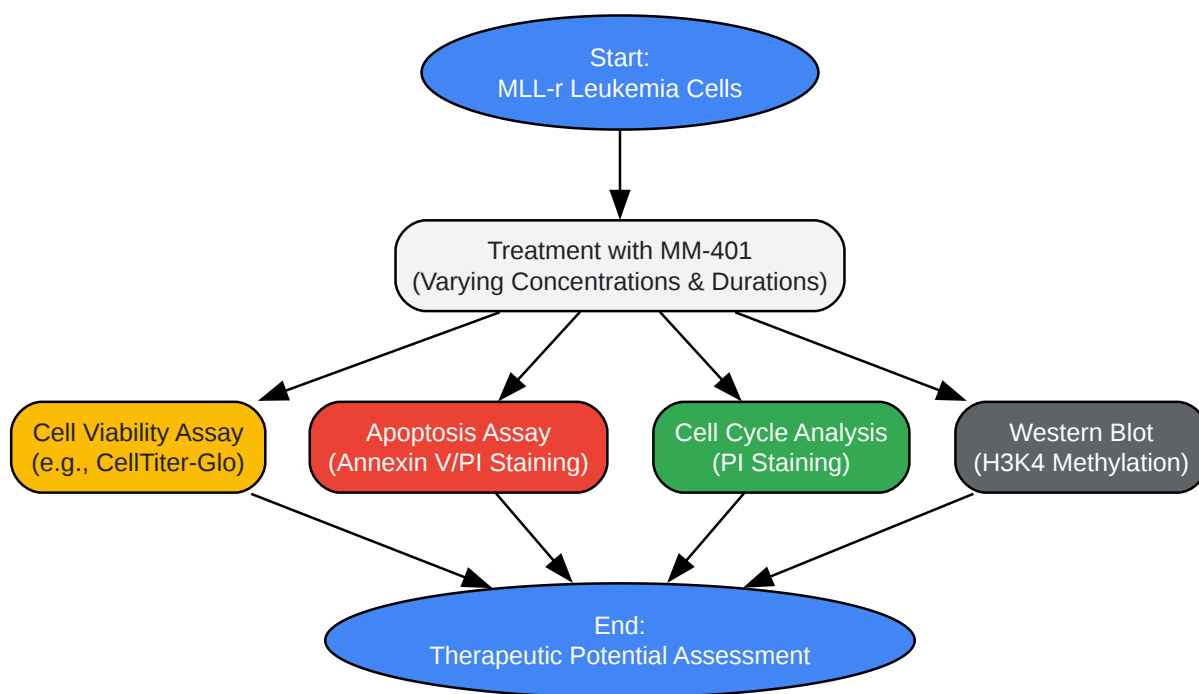 Start:
MLL-r Leukemia Cells
Treatment with MM-401
(Varying Concentrations & Durations)
Cell Viability Assay
(e.g., CellTiter-Glo)
Apoptosis Assay
(Annexin V/PI Staining)
Cell Cycle Analysis
(PI Staining)
Western Blot
(H3K4 Methylation)
End:
Therapeutic Potential Assessment